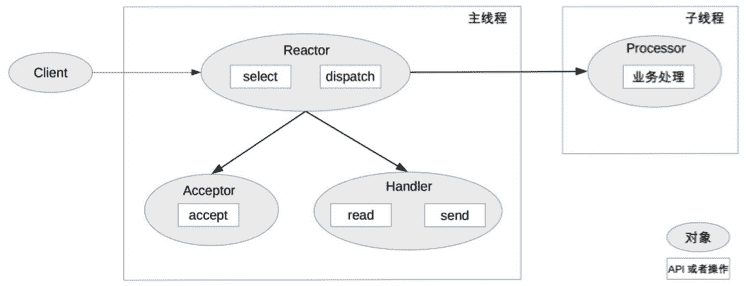 主线程
子线程
Client
Reactor
select
dispatch
Processor
业务处理
Acceptor
accept
Handler
read
send
对象
API 或者操作